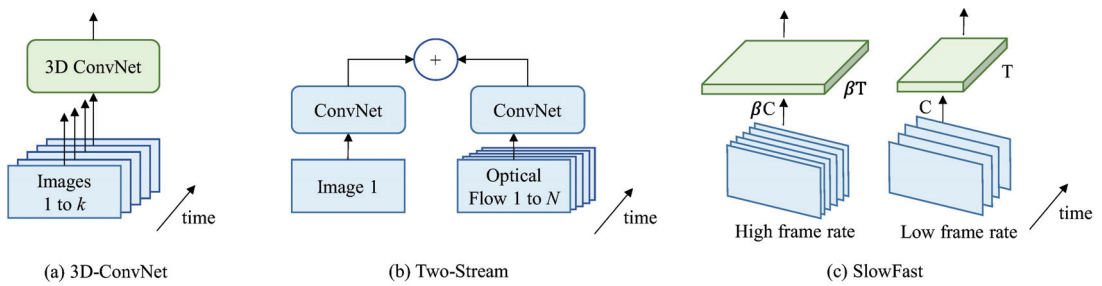 3D ConvNet
Images
1 to k
time
(a) 3D-ConvNet
+
ConvNet
ConvNet
Image 1
Optical
Flow 1 to N
time
(b) Two-Stream
βT
T
βC
C
High frame rate
Low frame rate
time
(c) SlowFast